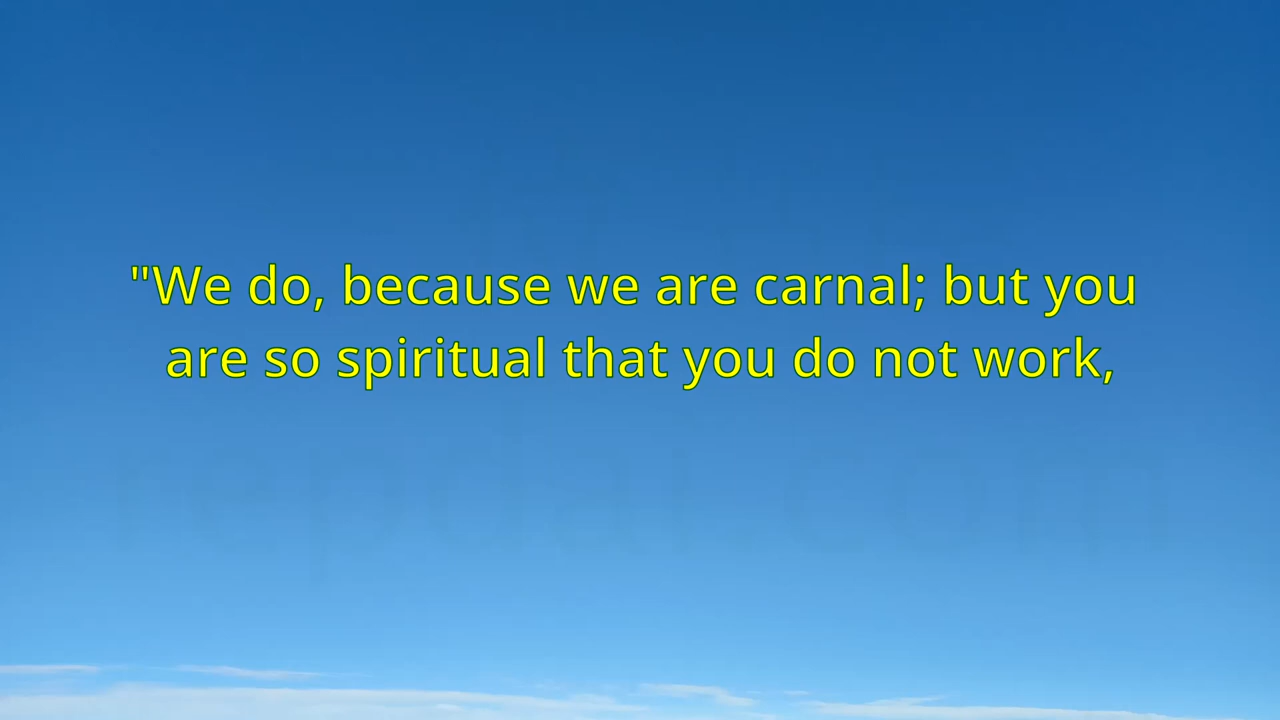 "We do, because we are carnal; but you
are so spiritual that you do not work,